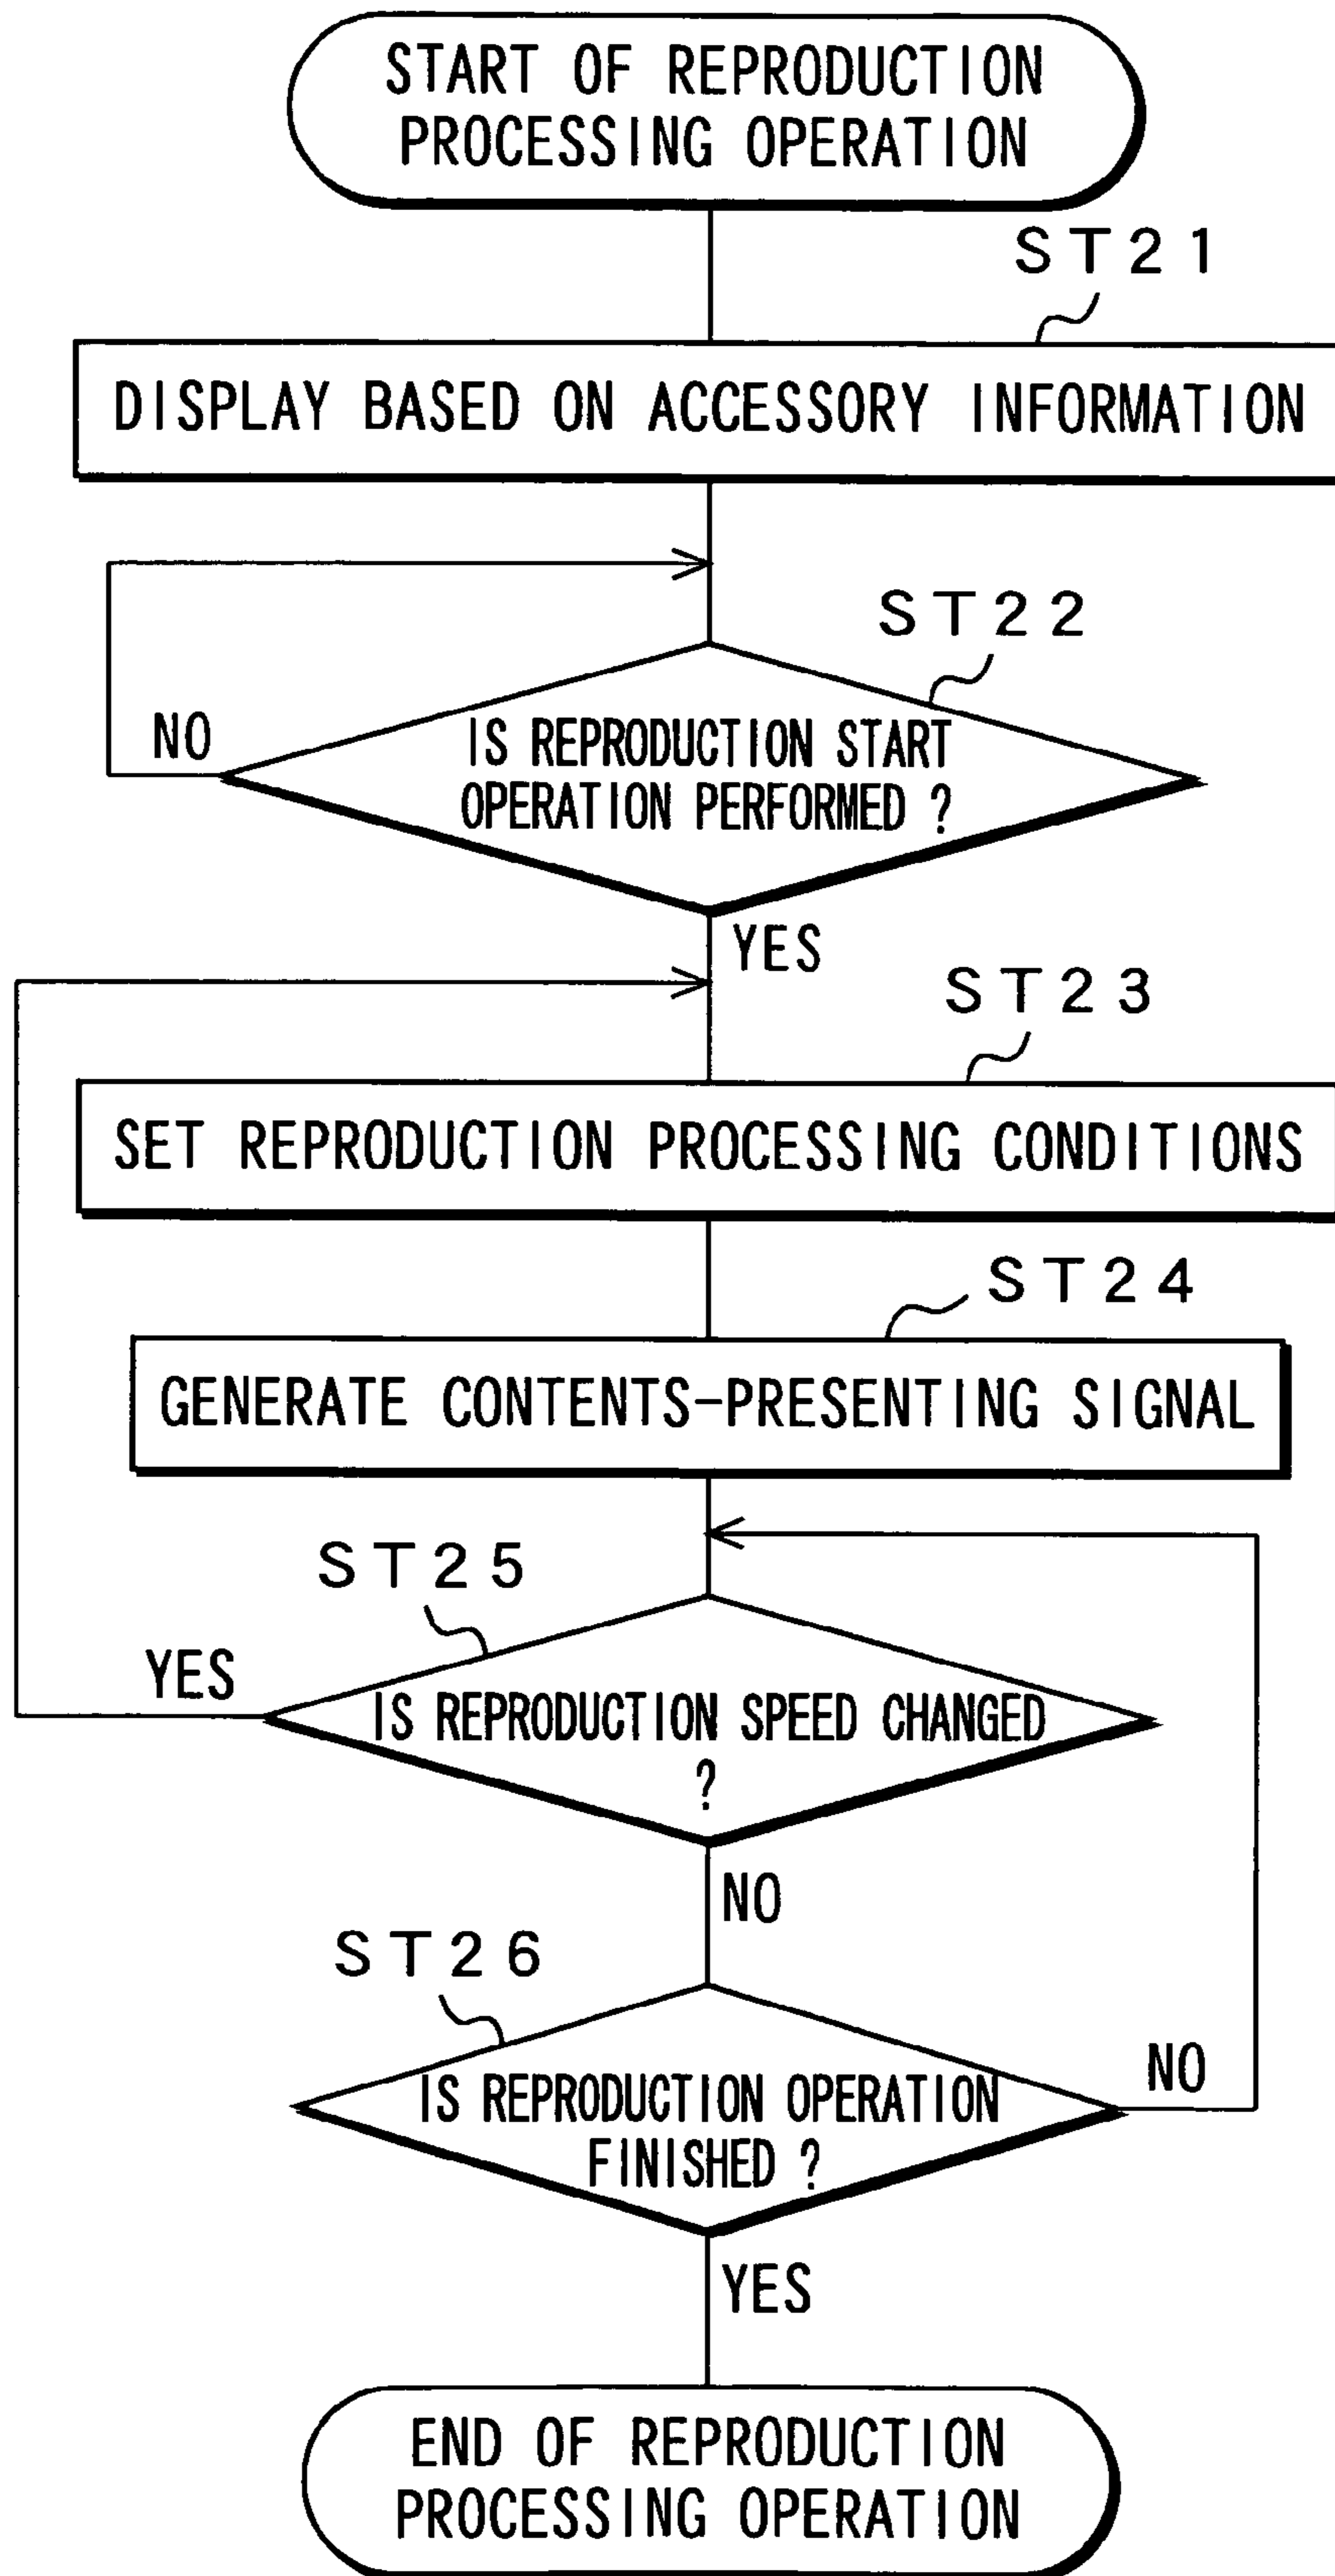 START OF REPRODUCTION
PROCESSING OPERATION
ST21
DISPLAY BASED ON ACCESSORY INFORMATION
ST22
NO
IS REPRODUCTION START
OPERATION PERFORMED ?
YES
ST23
SET REPRODUCTION PROCESSING CONDITIONS
ST24
GENERATE CONTENTS-PRESENTING SIGNAL
ST25
YES
IS REPRODUCTION SPEED CHANGED
?
NO
ST26
NO
IS REPRODUCTION OPERATION
FINISHED ?
YES
END OF REPRODUCTION
PROCESSING OPERATION